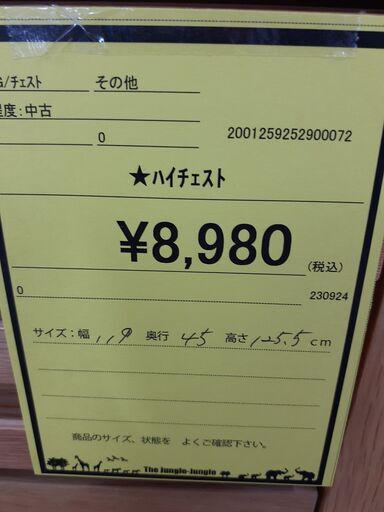 G/チェスト その他
程度:中古
0 2001259252900072
★ハイチェスト
¥8,980
(税込)
0 230924
サイズ:幅 119 奥行 45 高さ 125.5 cm
商品のサイズ、状態を よくご確認下さい。
The Jungle-Jungle